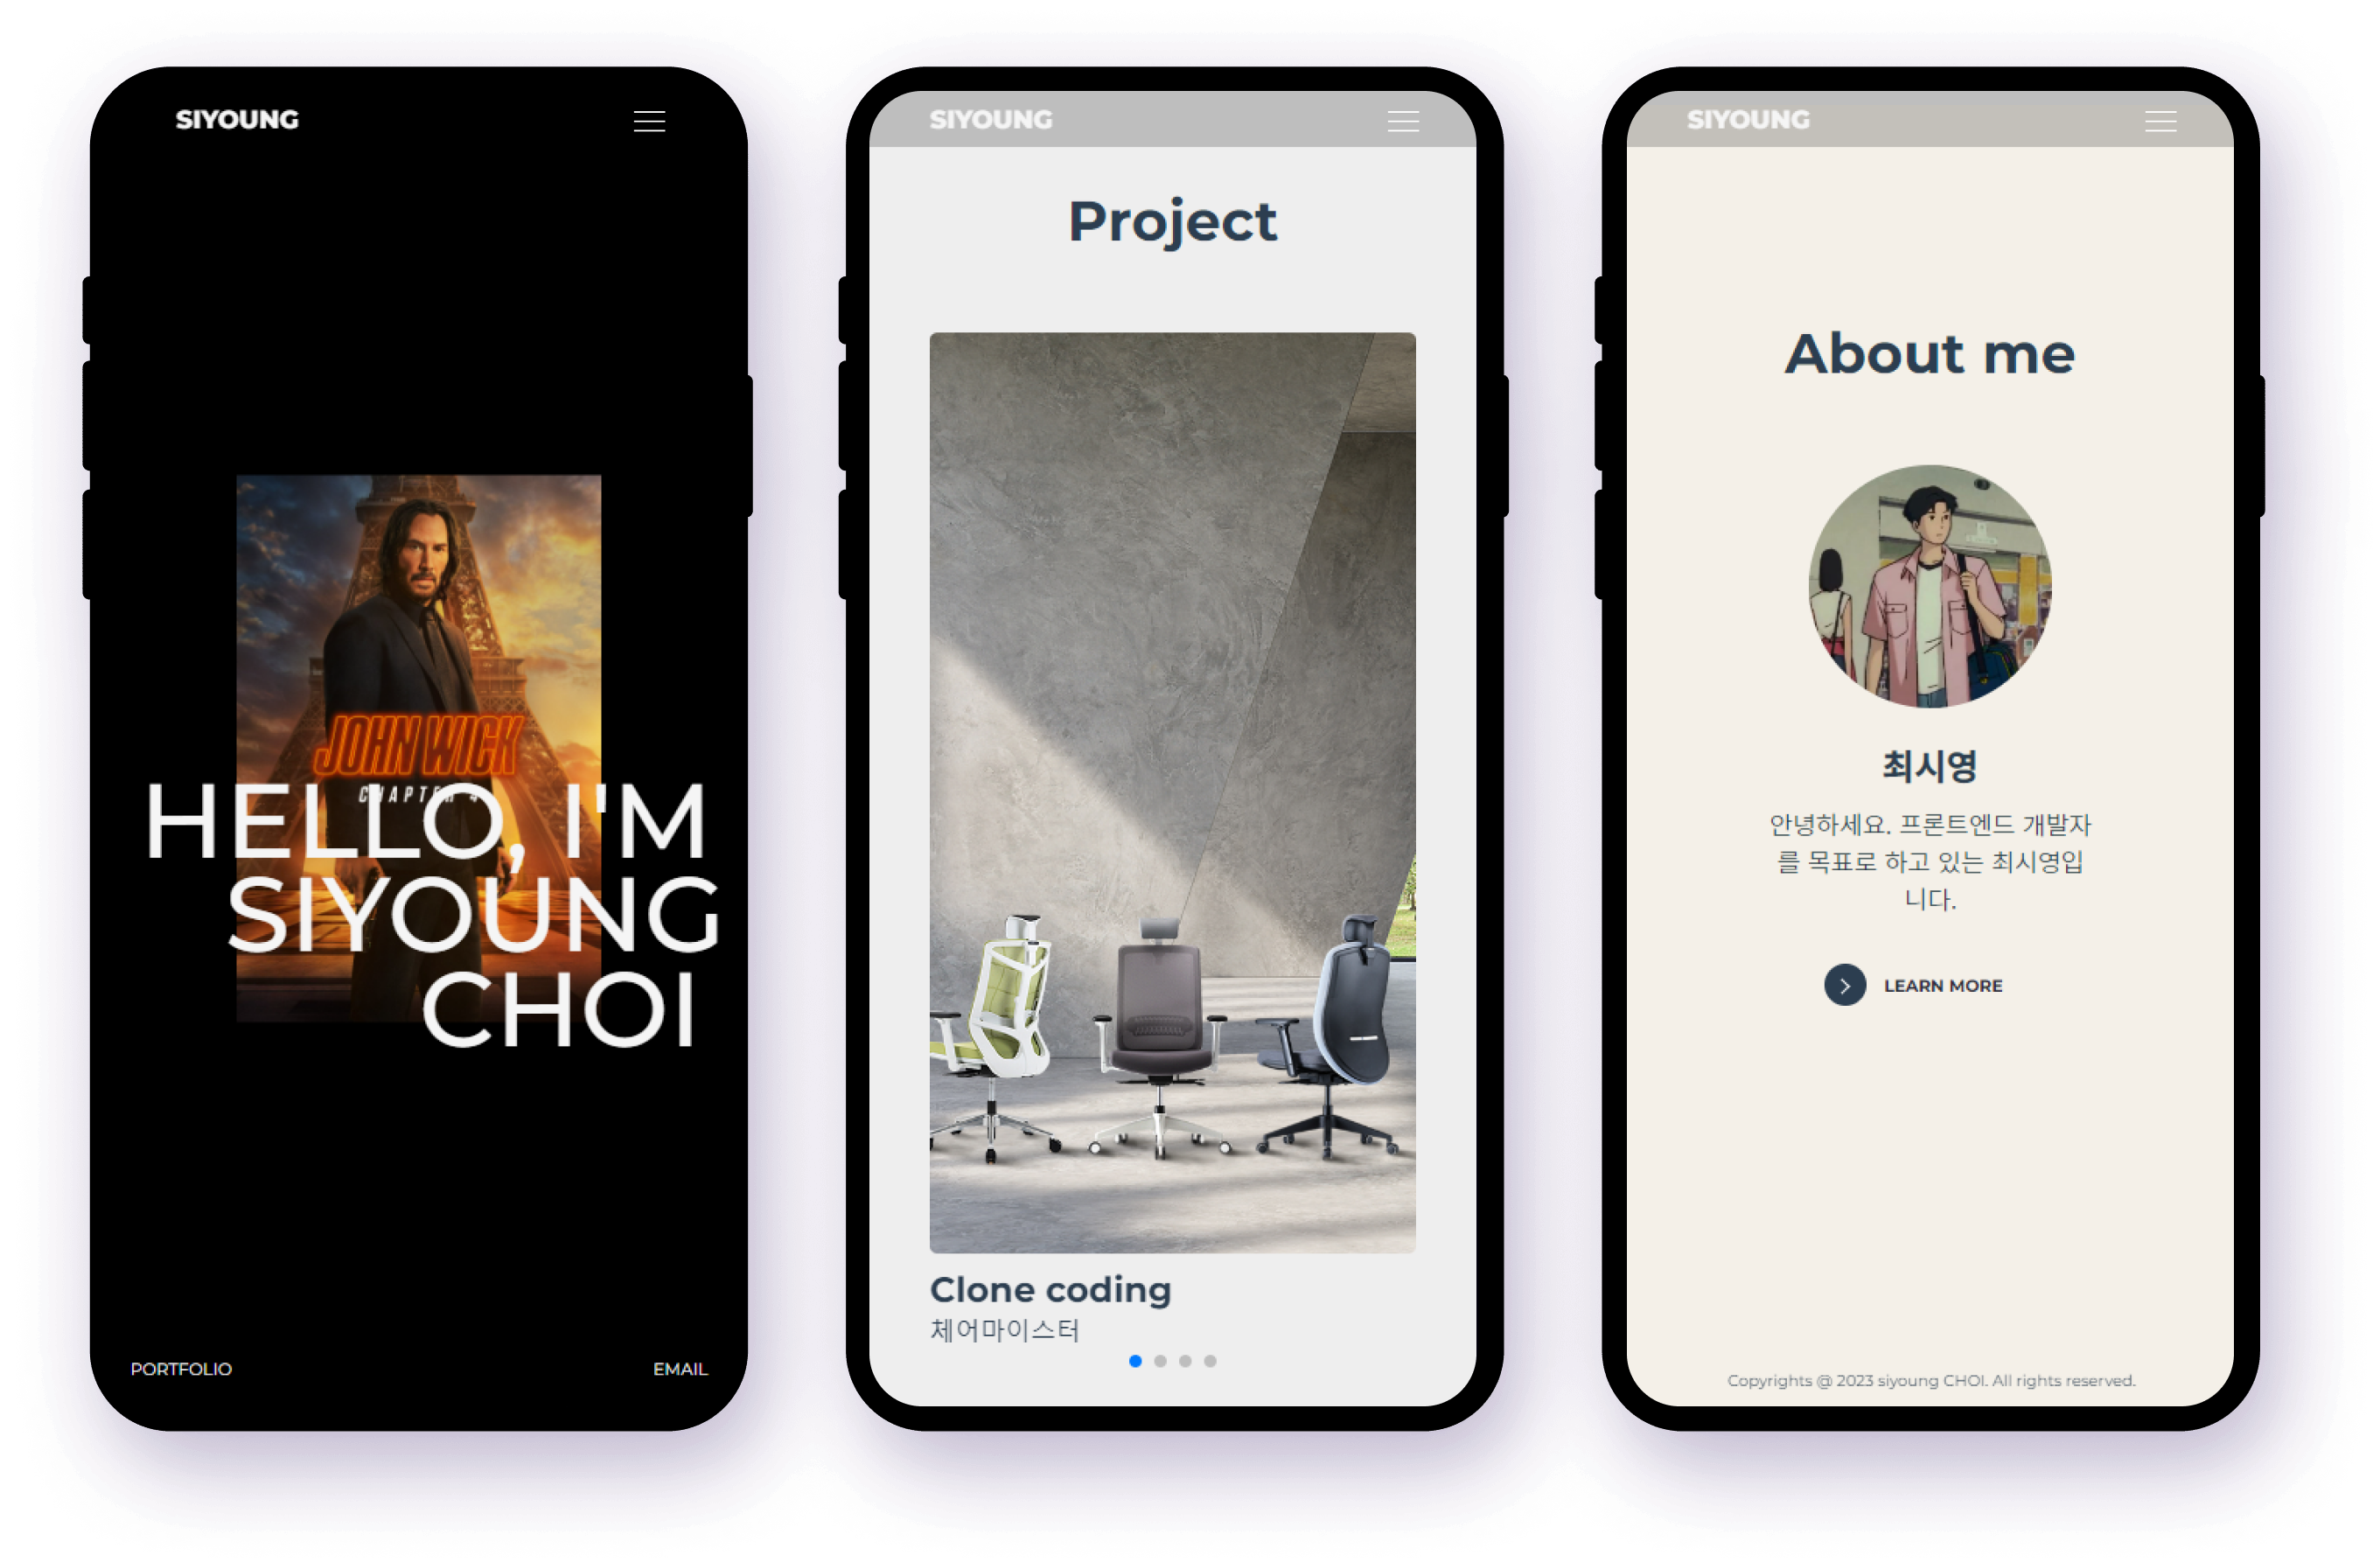 SIYOUNG
JOHN WICK
CHAPTER 4
HELLO, I'M
SIYOUNG
CHOI
PORTFOLIO
EMAIL
SIYOUNG
Project
Clone coding
체어마이스터
SIYOUNG
About me
최시영
안녕하세요. 프론트엔드 개발자
를 목표로 하고 있는 최시영입
니다.
LEARN MORE
Copyrights @ 2023 siyoung CHOI. All rights reserved.